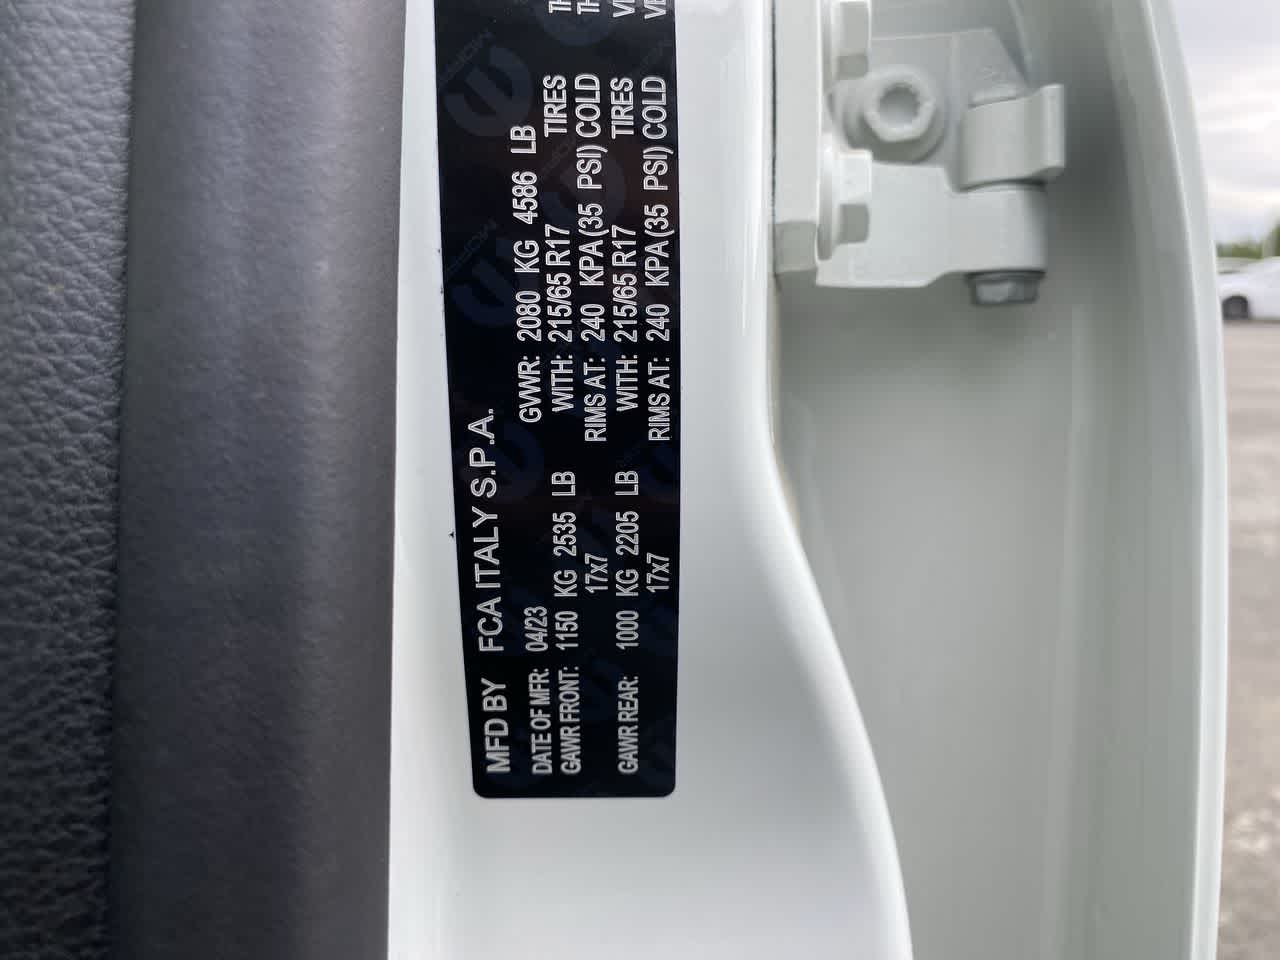 MFD BY FCA ITALY S.P.A.
DATE OF MFR: 04/23 GVWR: 2080 KG 4586 LB
GAWR FRONT: 1150 KG 2535 LB WITH: 215/65 R17 TIRES
17x7 RIMS AT: 240 KPA(35 PSI) COLD
GAWR REAR: 1000 KG 2205 LB WITH: 215/65 R17 TIRES
17x7 RIMS AT: 240 KPA(35 PSI) COLD